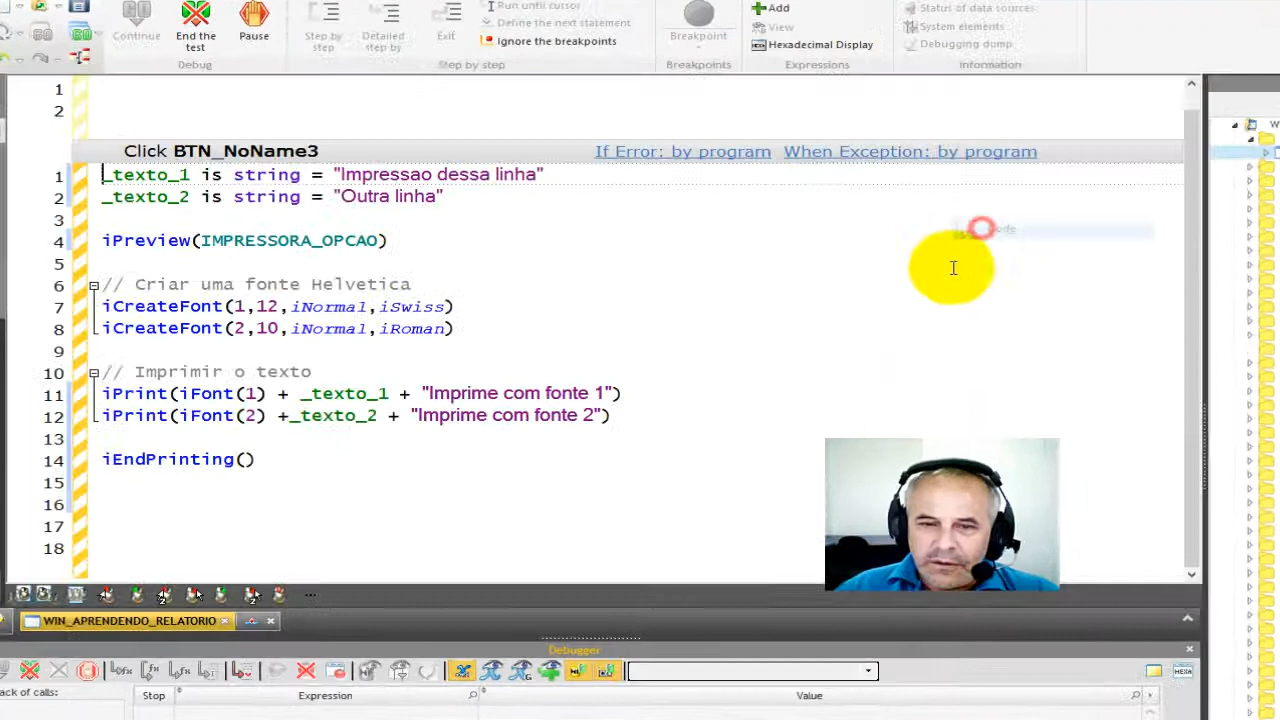 Run until cursor
Define the next statement
Ignore the breakpoints
Continue
End the test
Pause
Step by step
Detailed step by
Exit
Breakpoint
Add
View
Hexadecimal Display
Status of data sources
System elements
Debugging dump
Debug
Step by step
Breakpoints
Expressions
Information
1
2
Click BTN_NoName3 If Error: by program When Exception: by program
1 _texto_1 is string = "Impressao dessa linha"
2 _texto_2 is string = "Outra linha"
3
4 iPreview(IMPRESSORA_OPCAO)
5
6 // Criar uma fonte Helvetica
7 iCreateFont(1,12,iNormal,iSwiss)
8 iCreateFont(2,10,iNormal,iRoman)
9
10 // Imprimir o texto
11 iPrint(iFont(1) + _texto_1 + "Imprime com fonte 1")
12 iPrint(iFont(2) +_texto_2 + "Imprime com fonte 2")
13
14 iEndPrinting()
15
16
17
18
WIN_APRENDENDO_RELATORIO
Debugger
ack of calls: Stop Expression Value